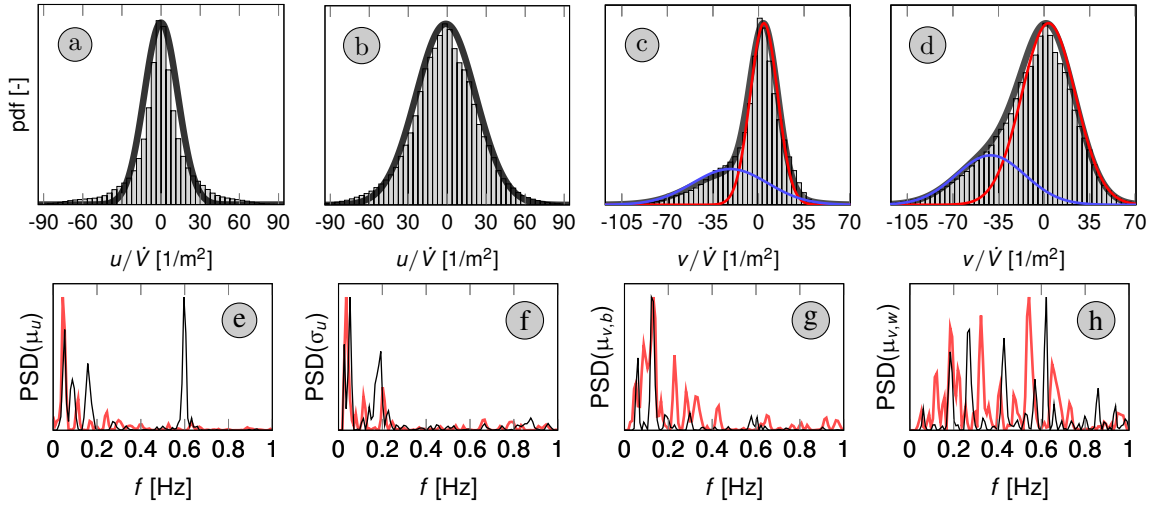 a
b
c
d
pdf [-]
-90 -60 30 0 30 60 90
-90 -60 30 0 30 60 90
-105 -70 -35 0 35 70
-105 -70 -35 0 35 70
u/V̇ [1/m²]
u/V̇ [1/m²]
v/V̇ [1/m²]
v/V̇ [1/m²]
e
f
g
h
PSD(μu)
PSD(σu)
PSD(μv,b)
PSD(μv,w)
0 0.2 0.4 0.6 0.8 1
0 0.2 0.4 0.6 0.8 1
0 0.2 0.4 0.6 0.8 1
0 0.2 0.4 0.6 0.8 1
f [Hz]
f [Hz]
f [Hz]
f [Hz]